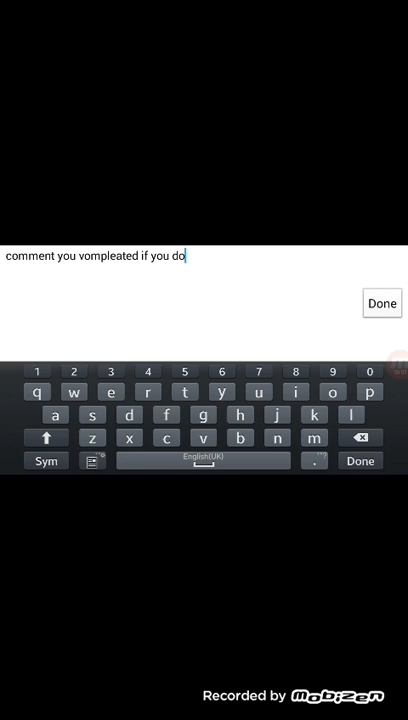 comment you vompleated if you do
Done
1 2 3 4 5 6 7 8 9 0
q w e r t y u i o p
a s d f g h j k l
z x c v b n m
Sym English(UK) . Done
Recorded by Mobizen